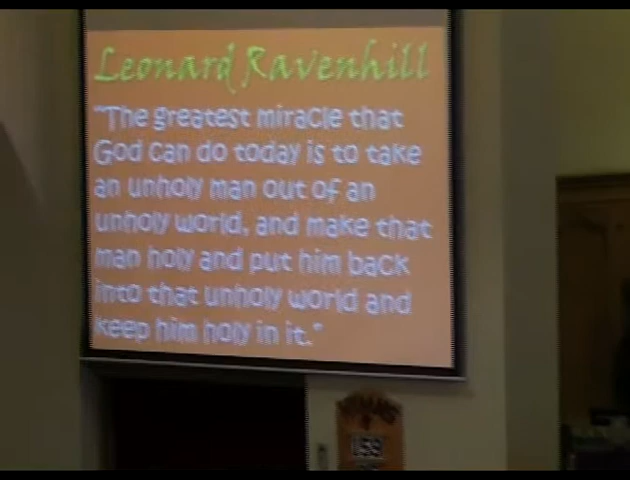 Leonard Ravenhill
"The greatest miracle that
God can do today is to take
an unholy man out of an
unholy world, and make that
man holy and put him back
into that unholy world and
keep him holy in it."
HYMNS
159